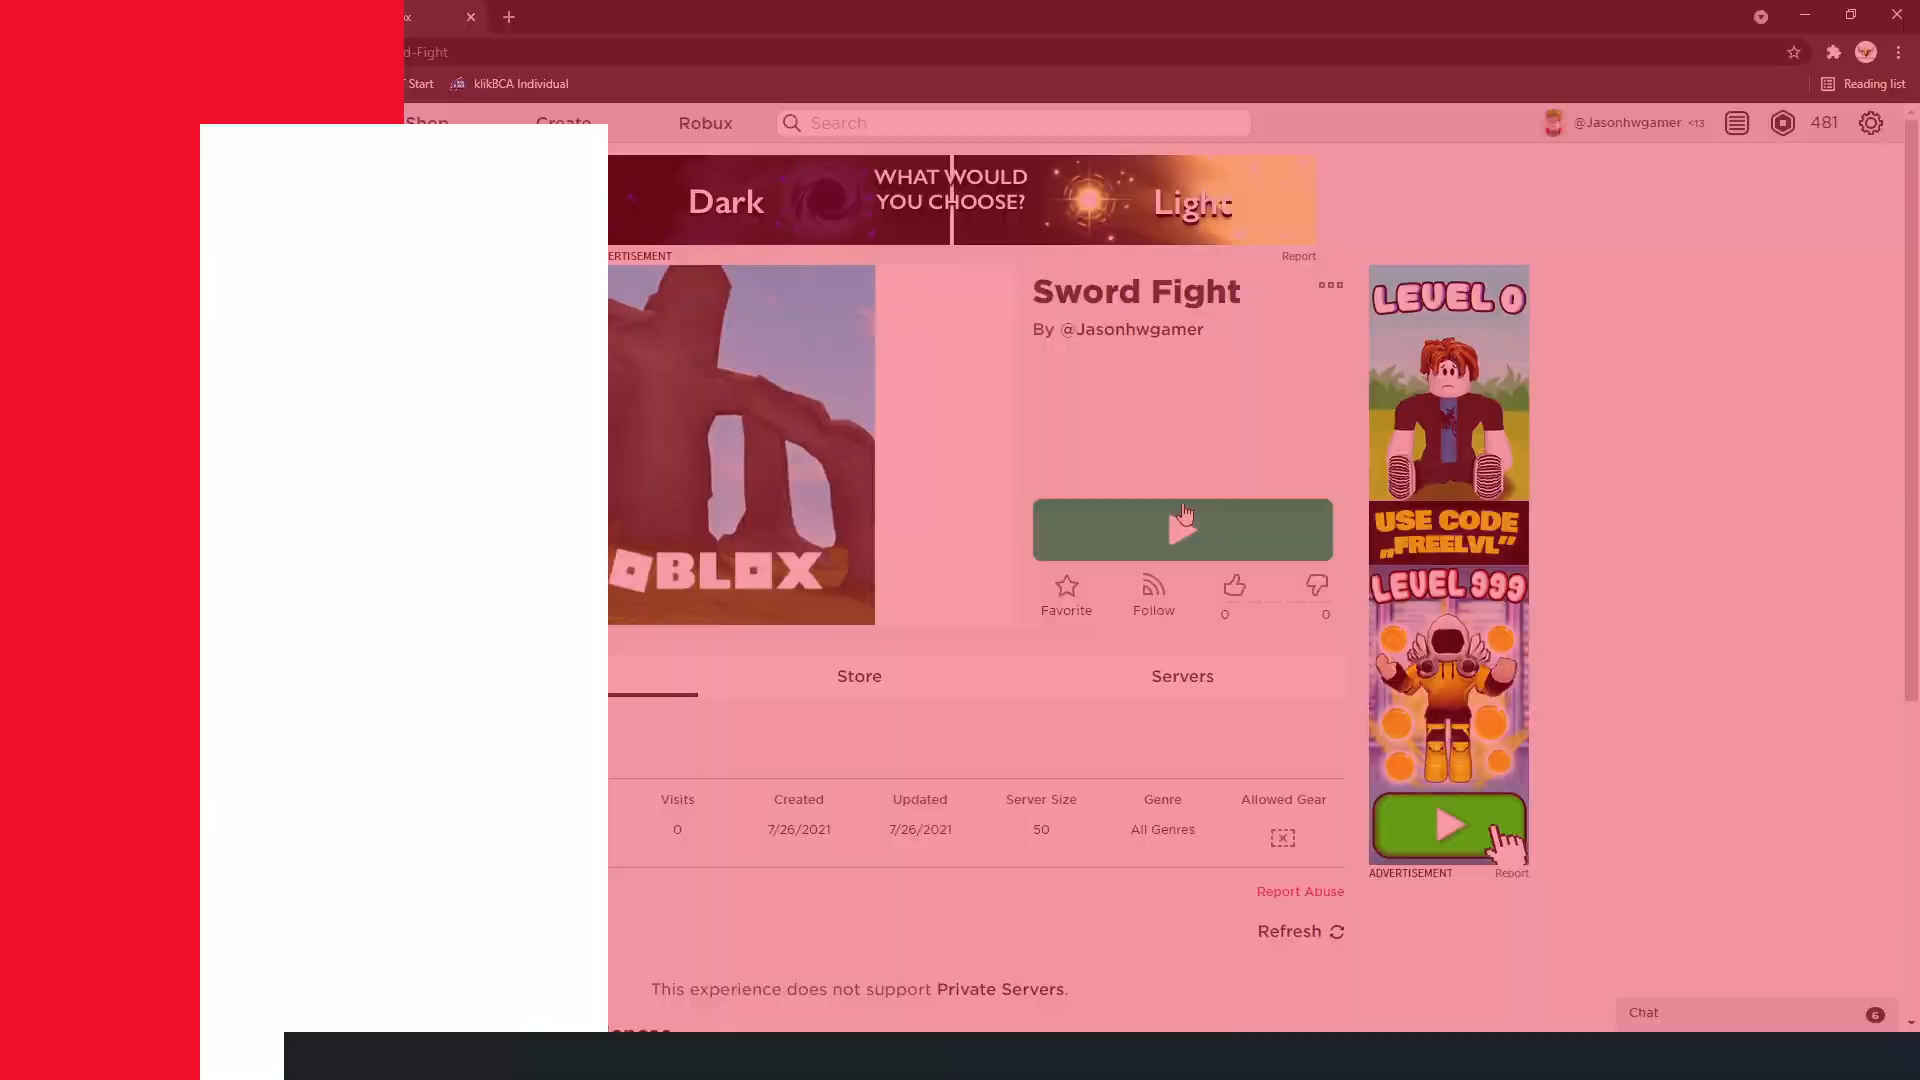 d-Fight
Start
klikBCA Individual
Reading list
Shop
Create
Robux
Search
@Jasonhwgamer <13
481
Dark
WHAT WOULD
YOU CHOOSE?
Light
ERTISEMENT
Report
Sword Fight
By @Jasonhwgamer
LEVEL 0
USE CODE
„FREELVL”
LEVEL 999
OBLOX
Favorite
Follow
0
0
Store
Servers
Visits
Created
Updated
Server Size
Genre
Allowed Gear
0
7/26/2021
7/26/2021
50
All Genres
ADVERTISEMENT
Report
Report Abuse
Refresh
This experience does not support Private Servers.
Chat
6